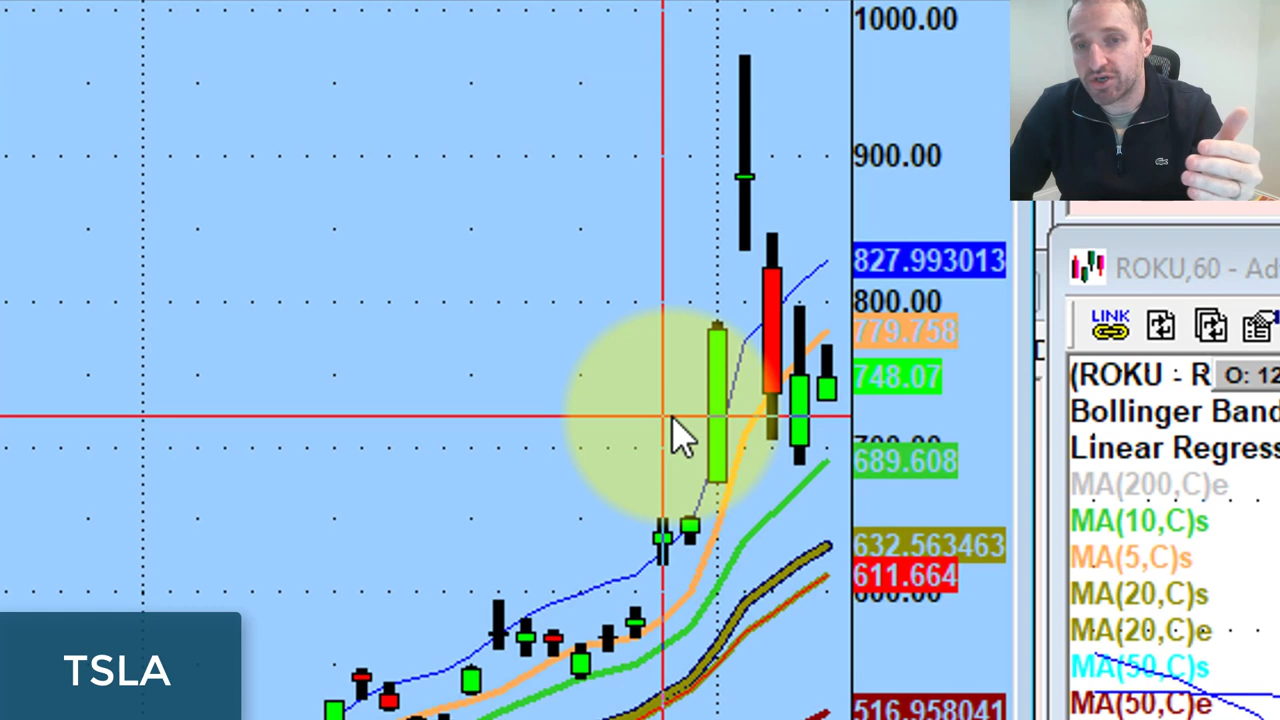 1000.00
900.00
827.993013
800.00
779.758
748.07
689.608
632.563463
611.664
516.958041
TSLA
ROKU,60 - Ad
LINK
(ROKU - R O: 12
Bollinger Band
Linear Regress
MA(200,C)e
MA(10,C)s
MA(5,C)s
MA(20,C)s
MA(20,C)e
MA(50,C)s
MA(50,C)e